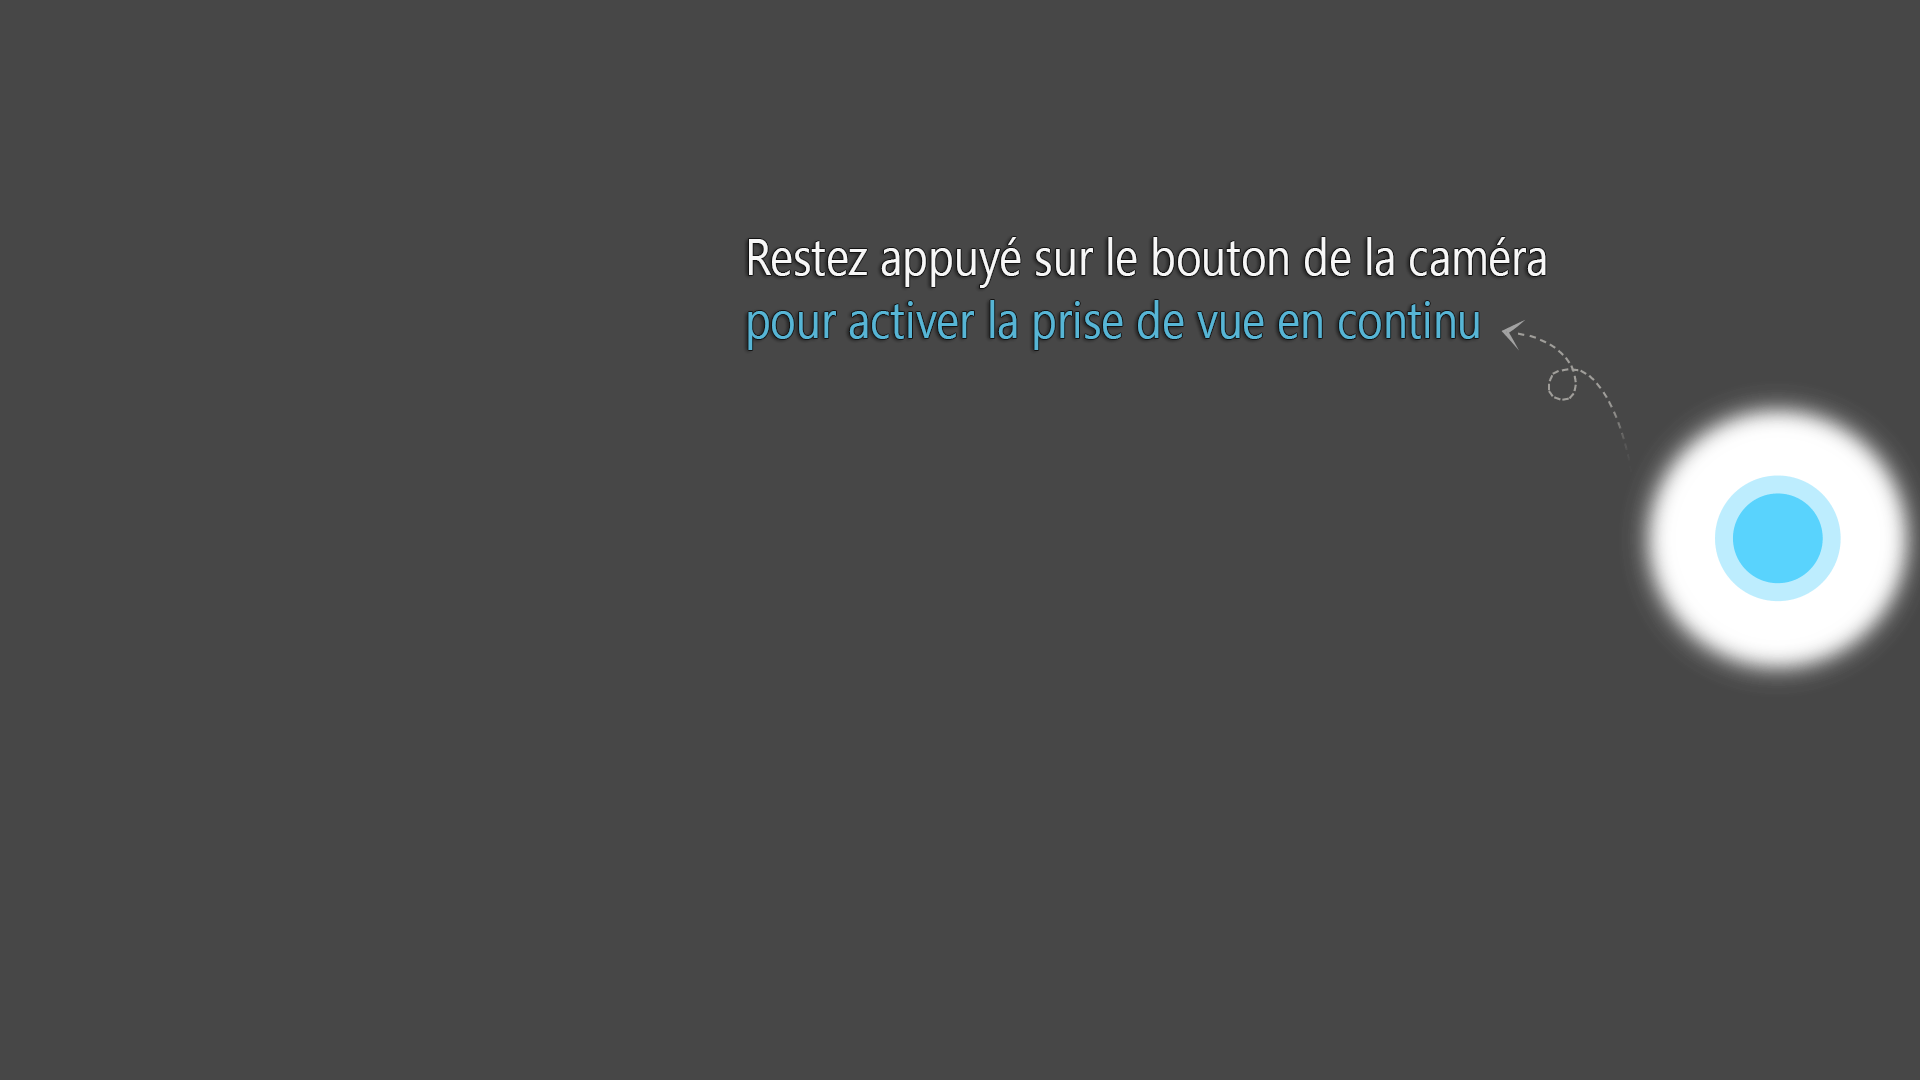 Restez appuyé sur le bouton de la caméra
pour activer la prise de vue en continu